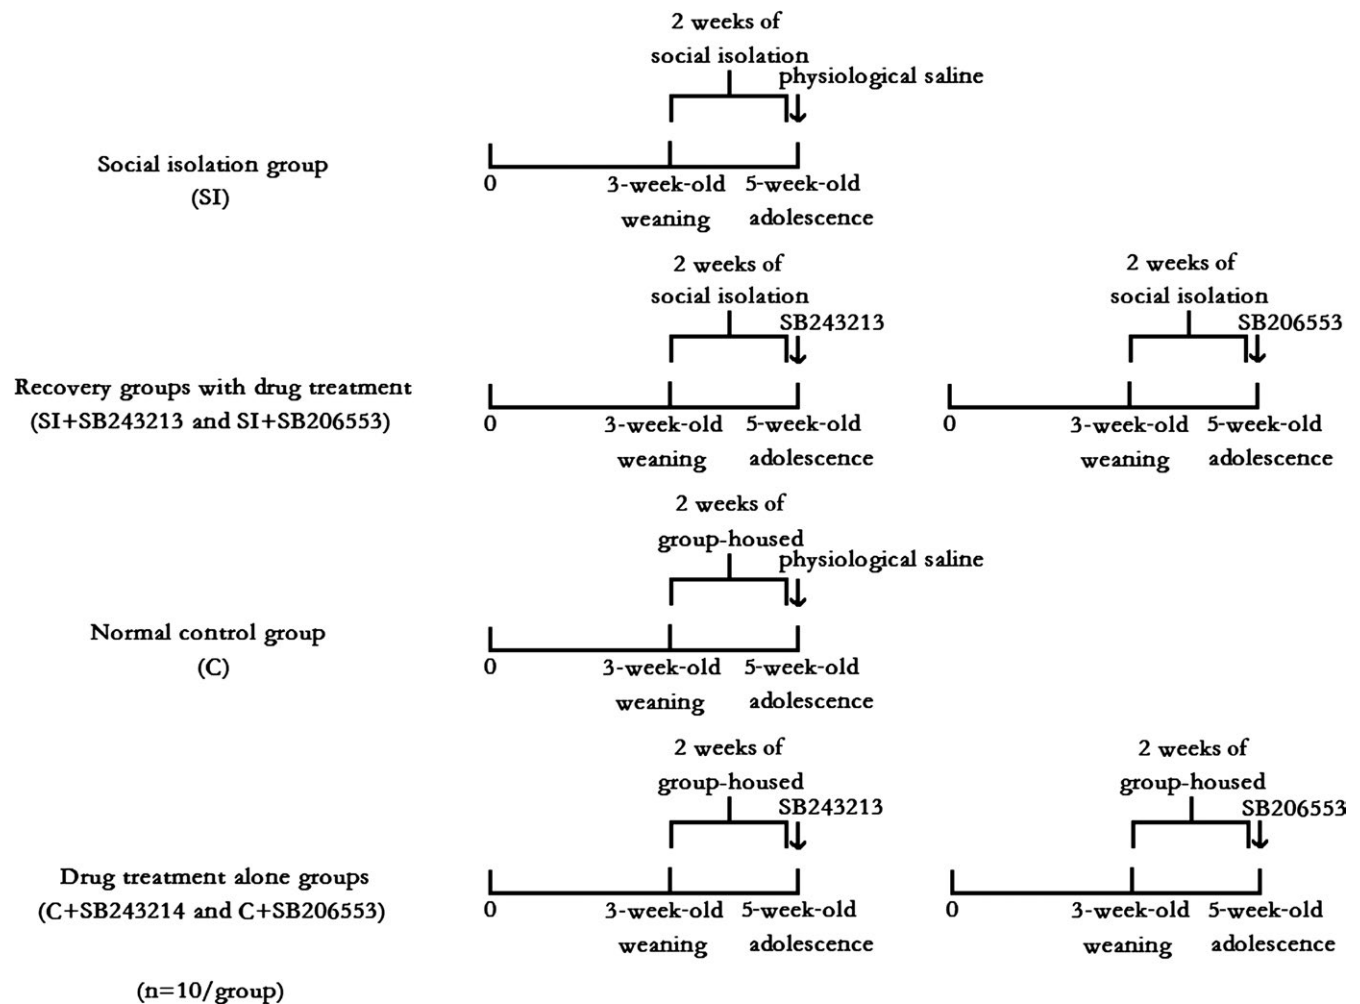 2 weeks of
social isolation
physiological saline
Social isolation group
(SI)
0
3-week-old
weaning
5-week-old
adolescence
2 weeks of
social isolation
SB243213
2 weeks of
social isolation
SB206553
Recovery groups with drug treatment
(SI+SB243213 and SI+SB206553)
0
3-week-old
weaning
5-week-old
adolescence
0
3-week-old
weaning
5-week-old
adolescence
2 weeks of
group-housed
physiological saline
Normal control group
(C)
0
3-week-old
weaning
5-week-old
adolescence
2 weeks of
group-housed
SB243213
2 weeks of
group-housed
SB206553
Drug treatment alone groups
(C+SB243214 and C+SB206553)
0
3-week-old
weaning
5-week-old
adolescence
0
3-week-old
weaning
5-week-old
adolescence
(n=10/group)